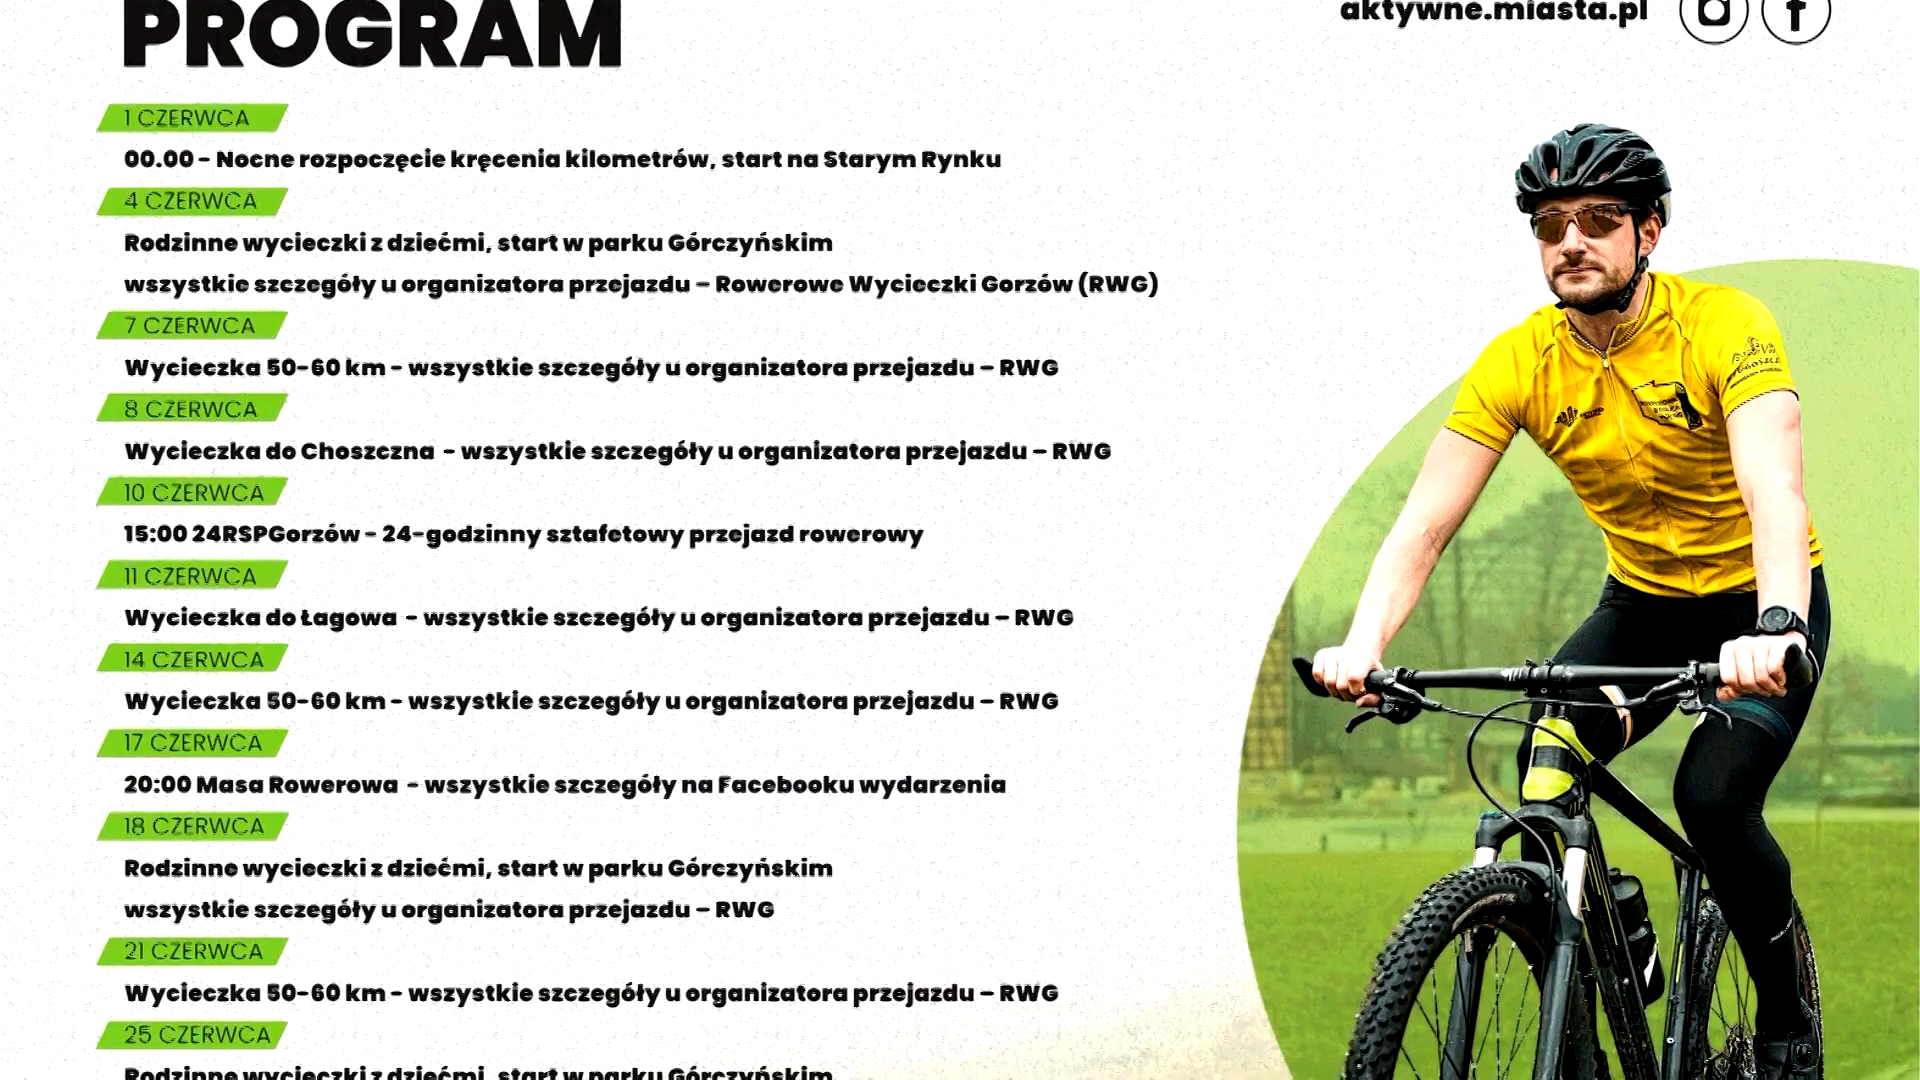 PROGRAM
aktywne.miasta.pl
1 CZERWCA
00.00 - Nocne rozpoczęcie kręcenia kilometrów, start na Starym Rynku
4 CZERWCA
Rodzinne wycieczki z dziećmi, start w parku Górczyńskim
wszystkie szczegóły u organizatora przejazdu – Rowerowe Wycieczki Gorzów (RWG)
7 CZERWCA
Wycieczka 50-60 km - wszystkie szczegóły u organizatora przejazdu – RWG
8 CZERWCA
Wycieczka do Choszczna - wszystkie szczegóły u organizatora przejazdu – RWG
10 CZERWCA
15:00 24RSPGorzów - 24-godzinny sztafetowy przejazd rowerowy
11 CZERWCA
Wycieczka do Łagowa - wszystkie szczegóły u organizatora przejazdu – RWG
14 CZERWCA
Wycieczka 50-60 km - wszystkie szczegóły u organizatora przejazdu – RWG
17 CZERWCA
20:00 Masa Rowerowa - wszystkie szczegóły na Facebooku wydarzenia
18 CZERWCA
Rodzinne wycieczki z dziećmi, start w parku Górczyńskim
wszystkie szczegóły u organizatora przejazdu – RWG
21 CZERWCA
Wycieczka 50-60 km - wszystkie szczegóły u organizatora przejazdu – RWG
25 CZERWCA
Rodzinne wycieczki z dziećmi, start w parku Górczyńskim